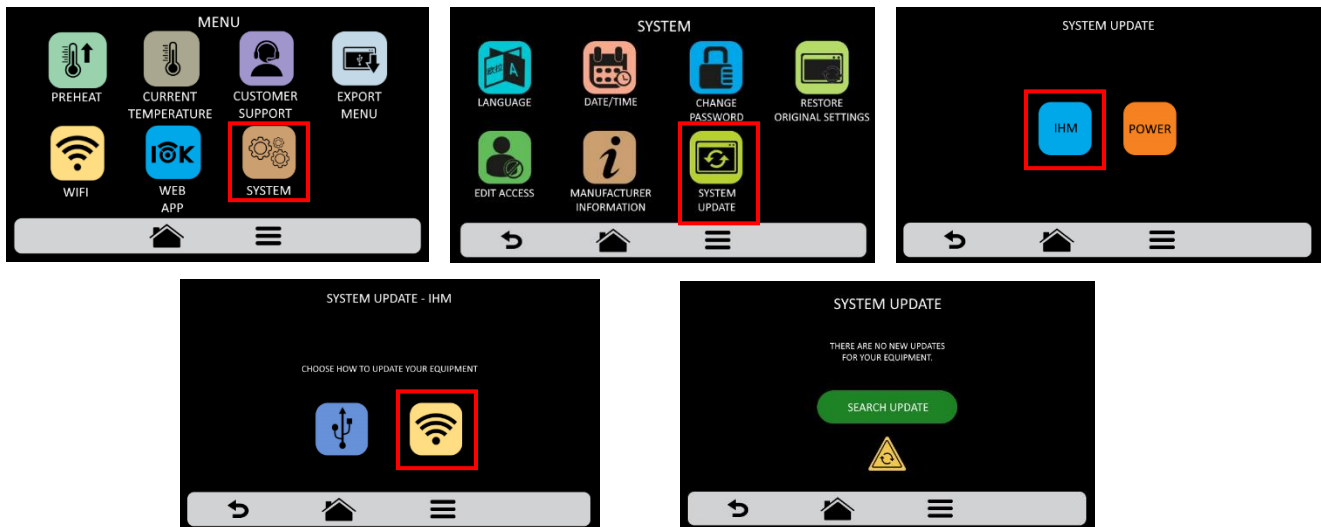 MENU
PREHEAT
CURRENT
TEMPERATURE
CUSTOMER
SUPPORT
EXPORT
MENU
WIFI
IOK
WEB
APP
SYSTEM
SYSTEM
A
LANGUAGE
DATE/TIME
CHANGE
PASSWORD
RESTORE
ORIGINAL SETTINGS
EDIT ACCESS
i
MANUFACTURER
INFORMATION
SYSTEM
UPDATE
SYSTEM UPDATE
IHM
POWER
SYSTEM UPDATE - IHM
CHOOSE HOW TO UPDATE YOUR EQUIPMENT
SYSTEM UPDATE
THERE ARE NO NEW UPDATES
FOR YOUR EQUIPMENT.
SEARCH UPDATE